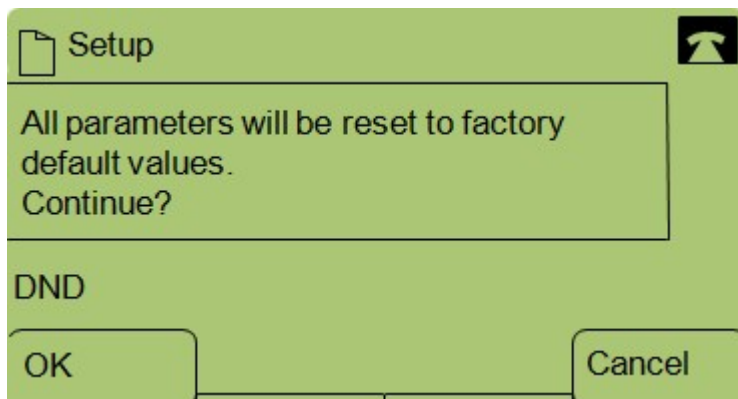 Setup
All parameters will be reset to factory
default values.
Continue?
DND
OK
Cancel